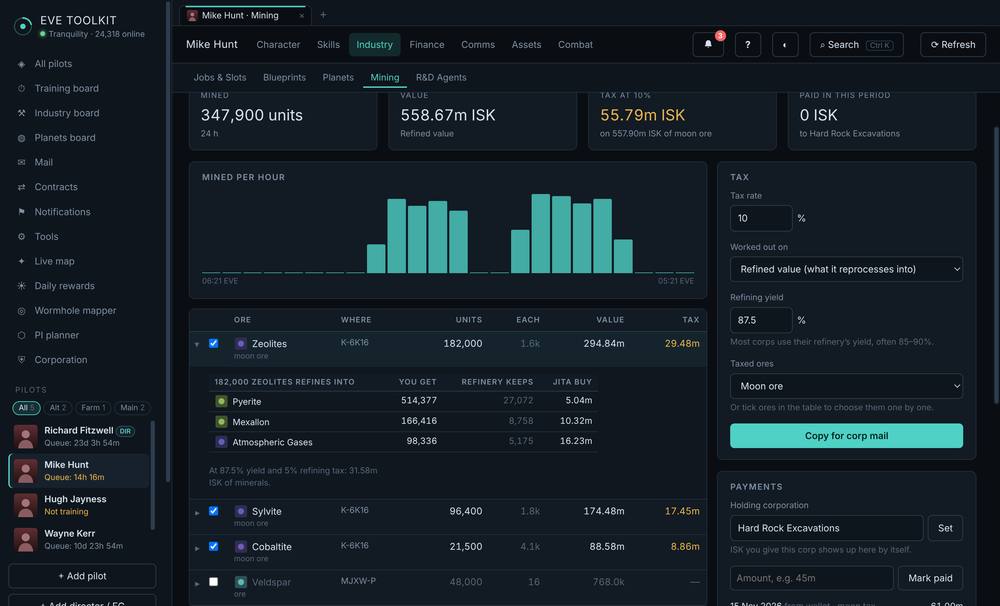 EVE TOOLKIT
Tranquility · 24,318 online
All pilots
Training board
Industry board
Planets board
Mail
Contracts
Notifications
Tools
Live map
Daily rewards
Wormhole mapper
PI planner
Corporation
PILOTS
All 5 Alt 2 Farm 1 Main 2
Richard Fitzwell DIR
Queue: 23d 3h 54m
Mike Hunt
Queue: 14h 16m
Hugh Jayness
Not training
Wayne Kerr
Queue: 10d 23h 54m
+ Add pilot
+ Add director / FC
Mike Hunt · Mining × +
Mike Hunt Character Skills Industry Finance Comms Assets Combat 3 ? Search Ctrl K Refresh
Jobs & Slots Blueprints Planets Mining R&D Agents
MINED
347,900 units
24 h
VALUE
558.67m ISK
Refined value
TAX AT 10%
55.79m ISK
on 557.90m ISK of moon ore
PAID IN THIS PERIOD
0 ISK
to Hard Rock Excavations
MINED PER HOUR
06:21 EVE 05:21 EVE
ORE WHERE UNITS EACH VALUE TAX
Zeolites K-6K16 182,000 1.6k 294.84m 29.48m
moon ore
182,000 ZEOLITES REFINES INTO YOU GET REFINERY KEEPS JITA BUY
Pyerite 514,377 27,072 5.04m
Mexallon 166,416 8,758 10.32m
Atmospheric Gases 98,336 5,175 16.23m
At 87.5% yield and 5% refining tax: 31.58m
ISK of minerals.
Sylvite K-6K16 96,400 1.8k 174.48m 17.45m
moon ore
Cobaltite K-6K16 21,500 4.1k 88.58m 8.86m
moon ore
Veldspar MJXW-P 48,000 16 768.0k —
ore
TAX
Tax rate
10 %
Worked out on
Refined value (what it reprocesses into)
Refining yield
87.5 %
Most corps use their refinery's yield, often 85–90%.
Taxed ores
Moon ore
Or tick ores in the table to choose them one by one.
Copy for corp mail
PAYMENTS
Holding corporation
Hard Rock Excavations Set
ISK you give this corp shows up here by itself.
Amount, e.g. 45m Mark paid
15 Nov 2026 from wallet · moon tax 61.00m